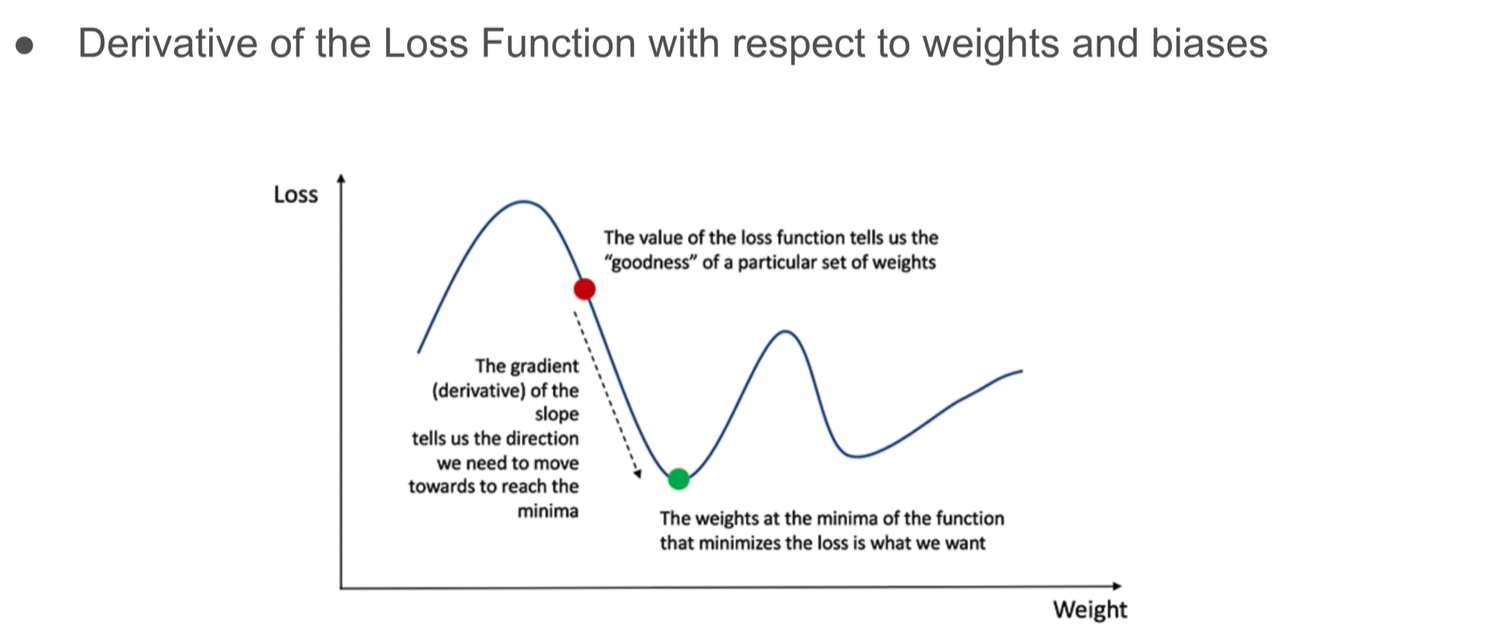 ● Derivative of the Loss Function with respect to weights and biases
Loss
The value of the loss function tells us the
“goodness” of a particular set of weights
The gradient
(derivative) of the
slope
tells us the direction
we need to move
towards to reach the
minima
The weights at the minima of the function
that minimizes the loss is what we want
Weight